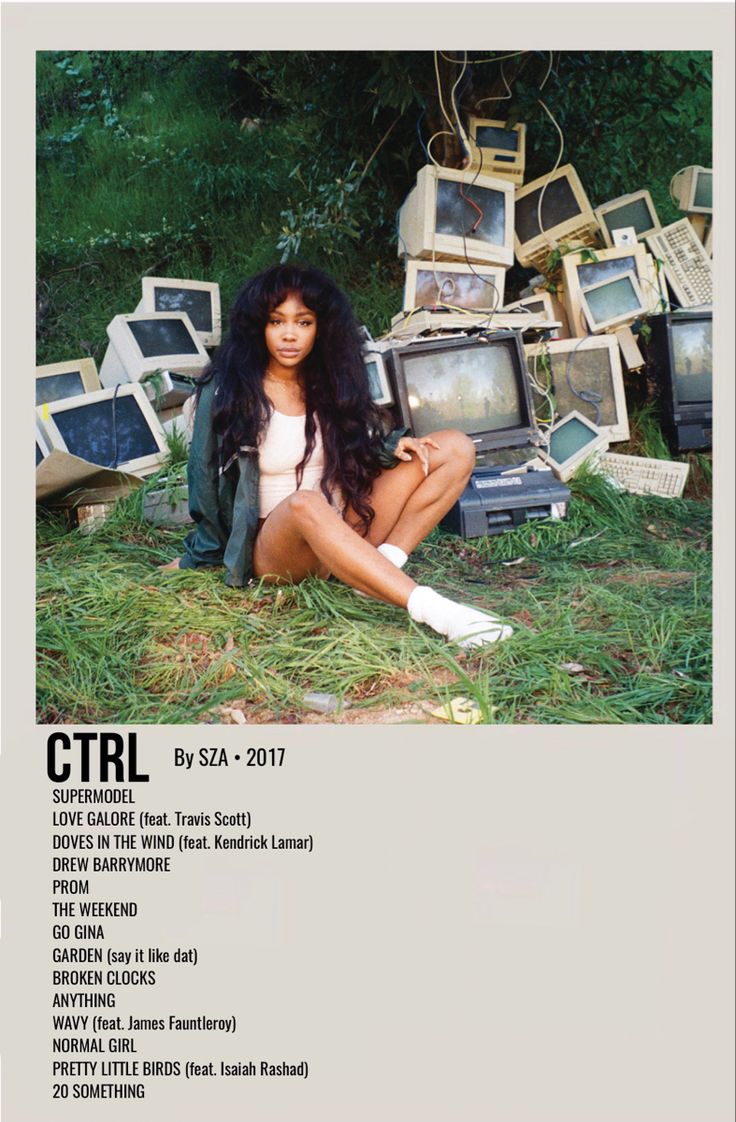 CTRL By SZA • 2017
SUPERMODEL
LOVE GALORE (feat. Travis Scott)
DOVES IN THE WIND (feat. Kendrick Lamar)
DREW BARRYMORE
PROM
THE WEEKEND
GO GINA
GARDEN (say it like dat)
BROKEN CLOCKS
ANYTHING
WAVY (feat. James Fauntleroy)
NORMAL GIRL
PRETTY LITTLE BIRDS (feat. Isaiah Rashad)
20 SOMETHING